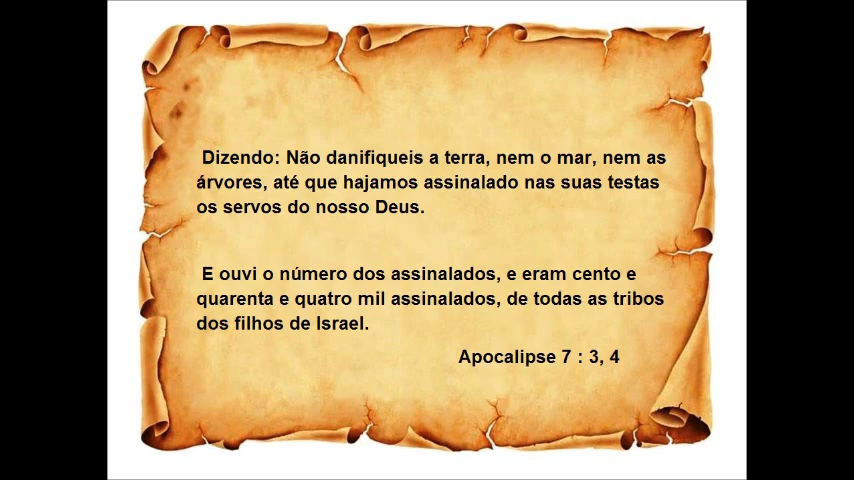 Dizendo: Não danifiqueis a terra, nem o mar, nem as
árvores, até que hajamos assinalado nas suas testas
os servos do nosso Deus.
E ouvi o número dos assinalados, e eram cento e
quarenta e quatro mil assinalados, de todas as tribos
dos filhos de Israel.
Apocalipse 7 : 3, 4